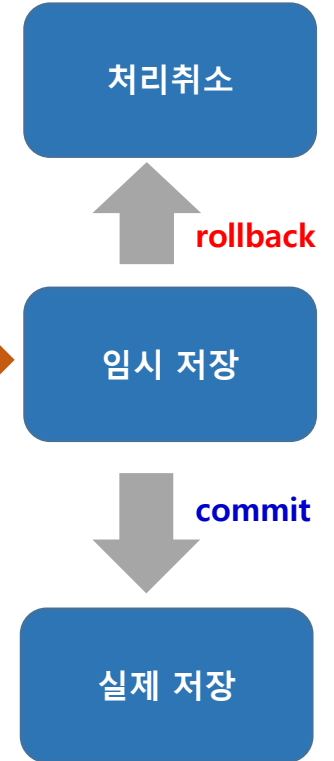 처리취소
rollback
임시 저장
commit
실제 저장